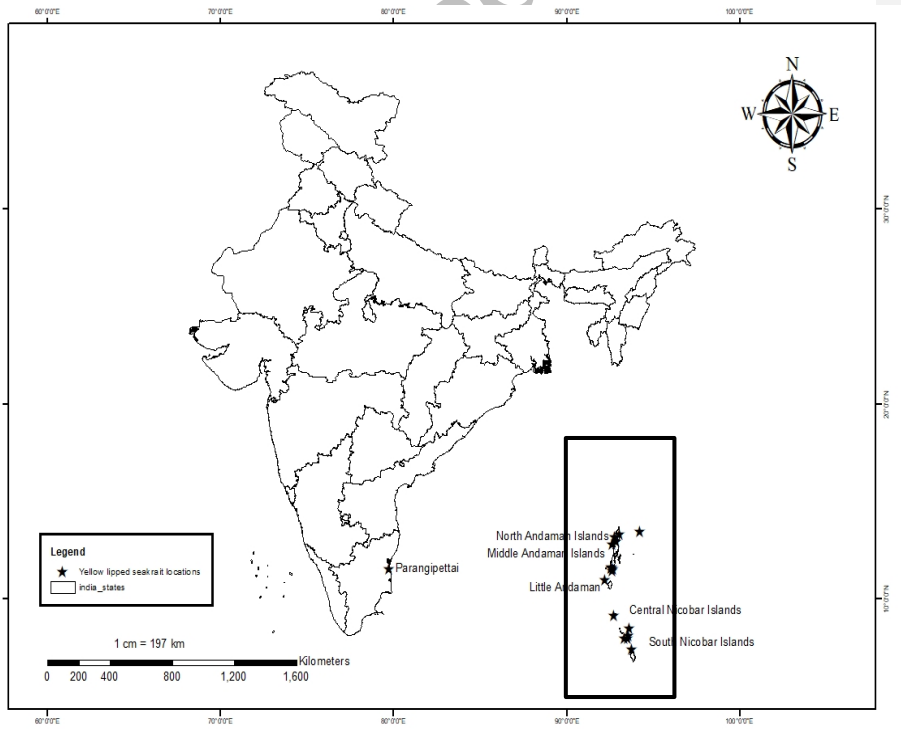 60°0'0"E 70°0'0"E 80°0'0"E 90°0'0"E 100°0'0"E
N
W E
S
30°0'0"N
20°0'0"N
North Andaman Islands
Middle Andaman Islands
Legend
Yellow lipped seakrait locations
india_states
Parangipettai
Little Andaman
10°0'0"N
Central Nicobar Islands
South Nicobar Islands
1 cm = 197 km
Kilometers
0 200 400 800 1,200 1,600
60°0'0"E 70°0'0"E 80°0'0"E 90°0'0"E 100°0'0"E